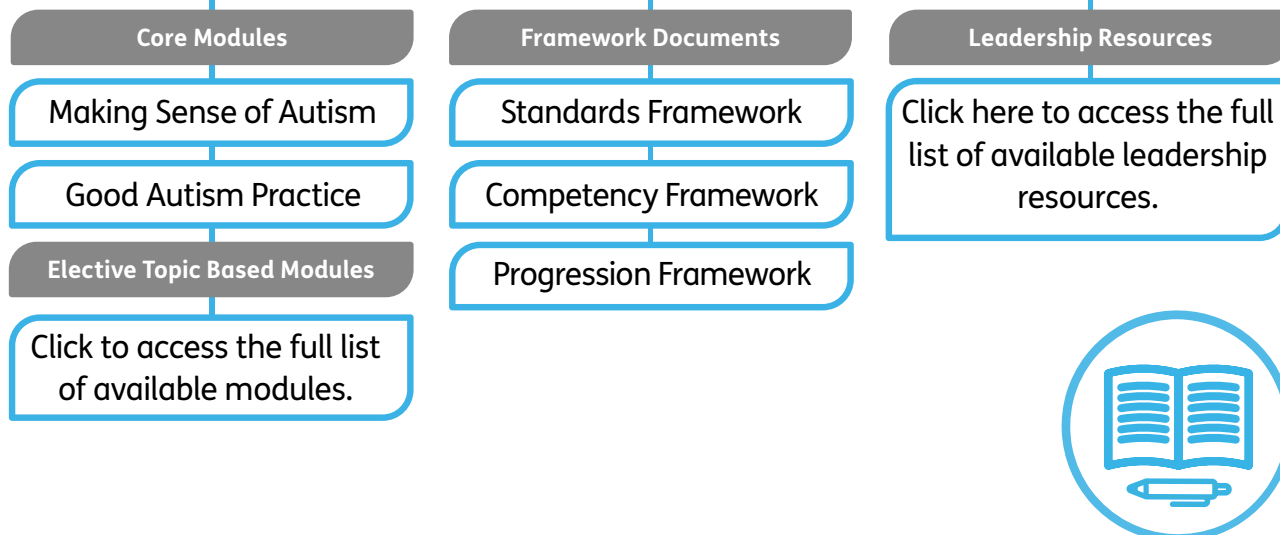 Core Modules
Making Sense of Autism
Good Autism Practice
Elective Topic Based Modules
Click to access the full list
of available modules.
Framework Documents
Standards Framework
Competency Framework
Progression Framework
Leadership Resources
Click here to access the full
list of available leadership
resources.